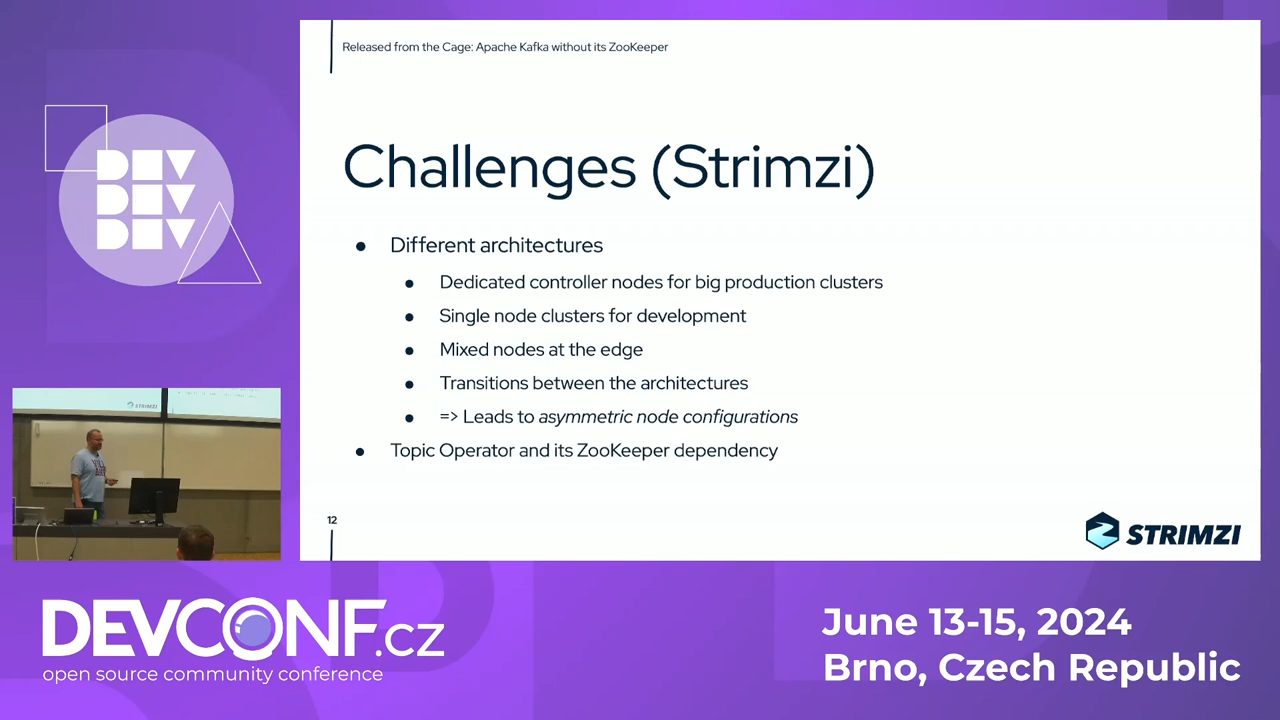 Released from the Cage: Apache Kafka without its ZooKeeper
DEV
DEV
DEV
Challenges (Strimzi)
● Different architectures
● Dedicated controller nodes for big production clusters
● Single node clusters for development
● Mixed nodes at the edge
● Transitions between the architectures
● => Leads to asymmetric node configurations
● Topic Operator and its ZooKeeper dependency
12
STRIMZI
STRIMZI
DEVCONF.cz
open source community conference
June 13-15, 2024
Brno, Czech Republic